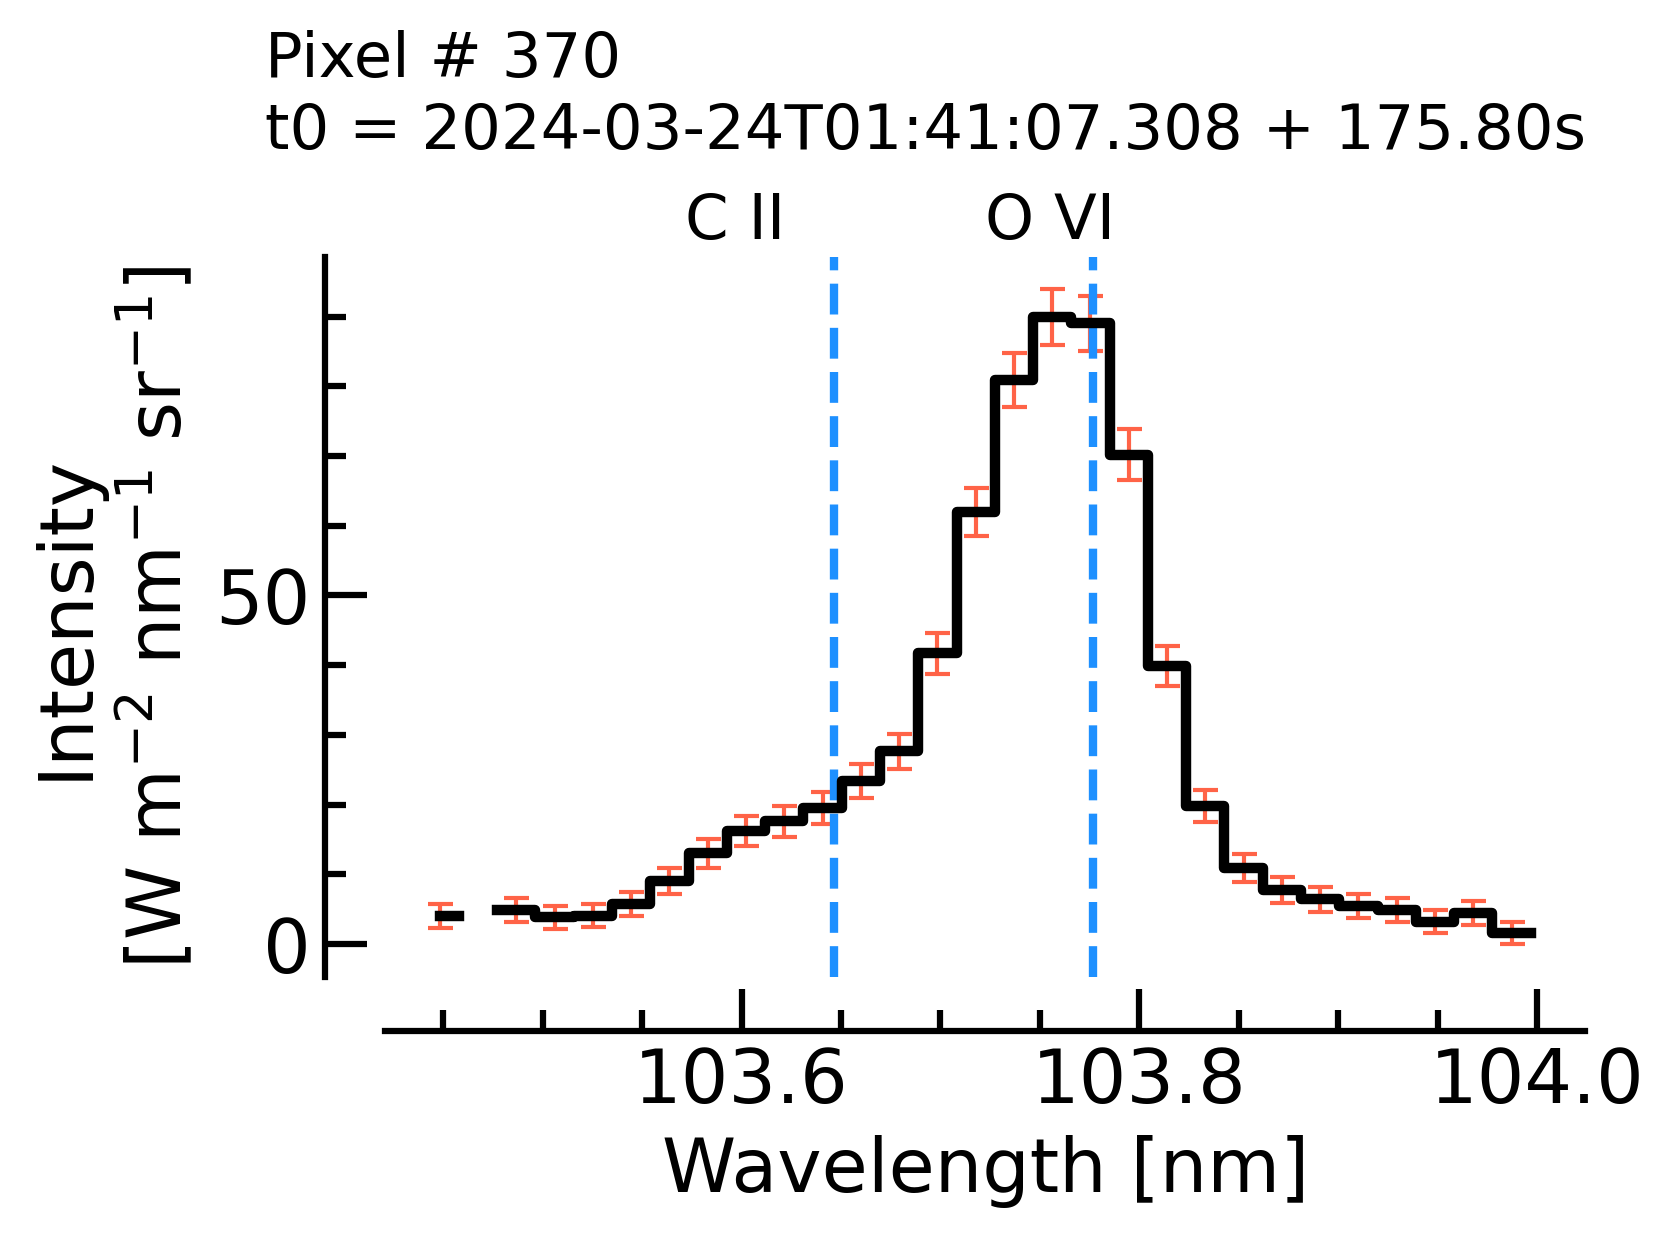 Pixel # 370
t0 = 2024-03-24T01:41:07.308 + 175.80s
C II
O VI
Intensity
[W m⁻² nm⁻¹ sr⁻¹]
50
0
103.6
103.8
104.0
Wavelength [nm]